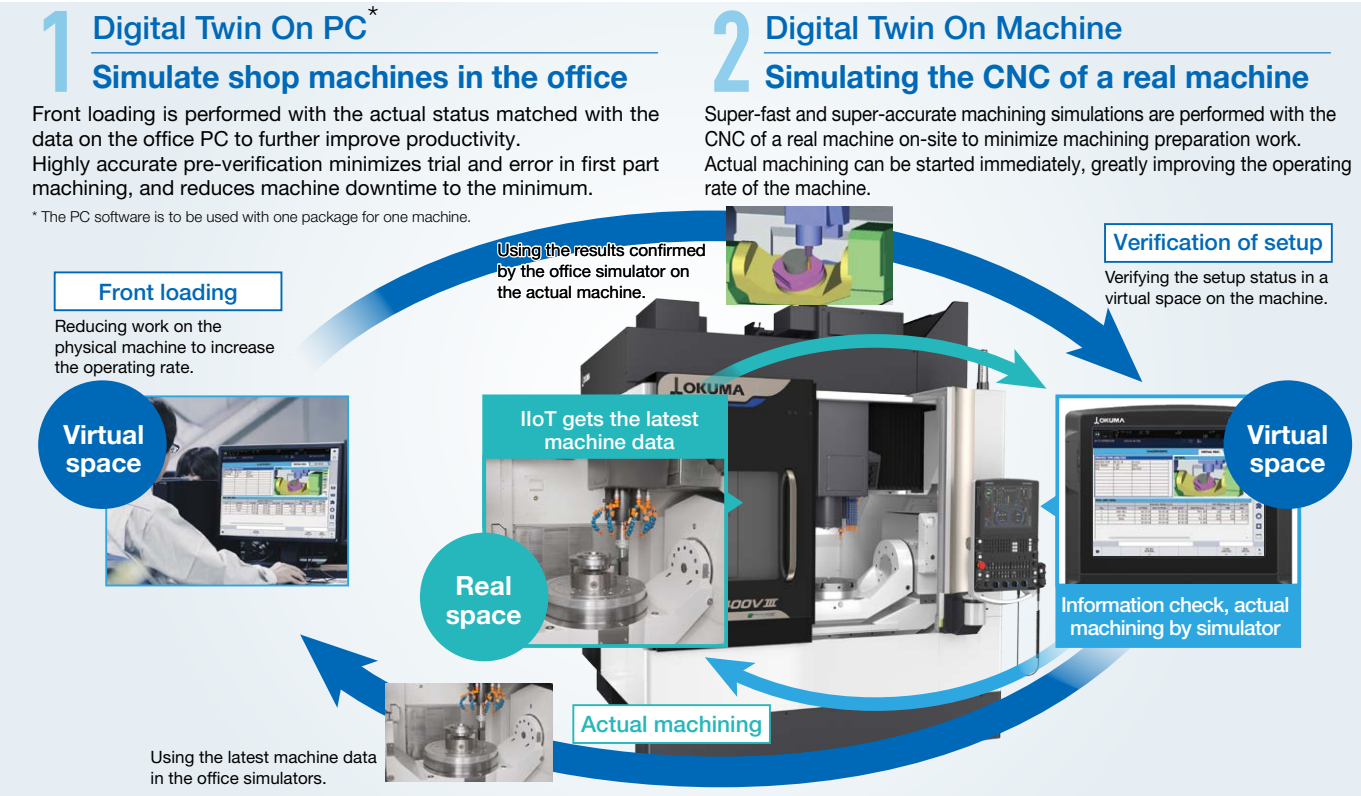 1
Digital Twin On PC*
Simulate shop machines in the office
Front loading is performed with the actual status matched with the
data on the office PC to further improve productivity.
Highly accurate pre-verification minimizes trial and error in first part
machining, and reduces machine downtime to the minimum.
* The PC software is to be used with one package for one machine.
2
Digital Twin On Machine
Simulating the CNC of a real machine
Super-fast and super-accurate machining simulations are performed with the
CNC of a real machine on-site to minimize machining preparation work.
Actual machining can be started immediately, greatly improving the operating
rate of the machine.
Using the results confirmed
by the office simulator on
the actual machine.
Verification of setup
Verifying the setup status in a
virtual space on the machine.
Front loading
Reducing work on the
physical machine to increase
the operating rate.
Virtual
space
OKUMA
IIoT gets the latest
machine data
Real
space
400VIII
OKUMA
Virtual
space
Information check, actual
machining by simulator
Actual machining
Using the latest machine data
in the office simulators.